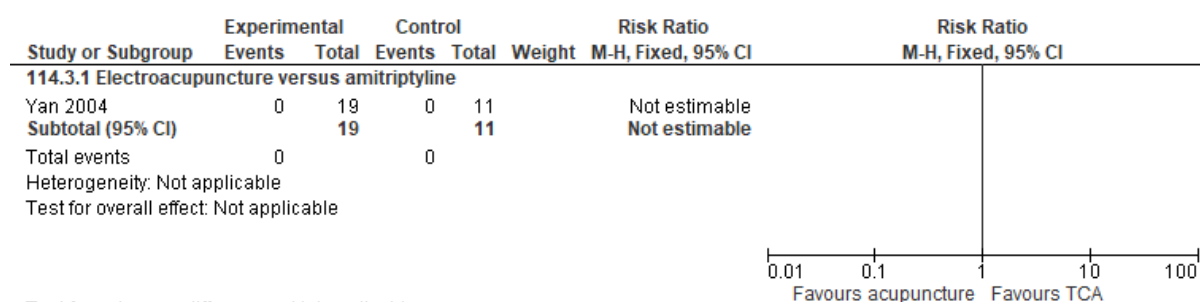 Experimental Control Risk Ratio Risk Ratio
Study or Subgroup Events Total Events Total Weight M-H, Fixed, 95% CI M-H, Fixed, 95% CI
114.3.1 Electroacupuncture versus amitriptyline
Yan 2004 0 19 0 11 Not estimable
Subtotal (95% CI) 19 11 Not estimable
Total events 0 0
Heterogeneity: Not applicable
Test for overall effect: Not applicable
0.01 0.1 1 10 100
Favours acupuncture Favours TCA